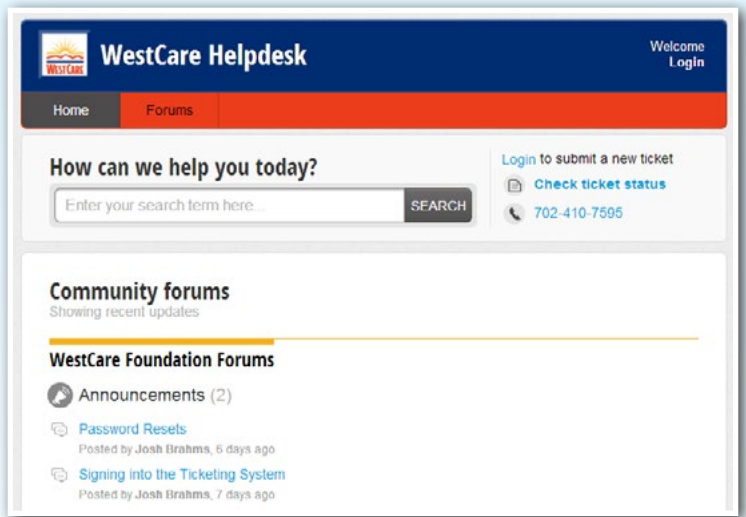 WESTCARE
WestCare Helpdesk
Welcome
Login
Home
Forums
How can we help you today?
Enter your search term here...
SEARCH
Login to submit a new ticket
Check ticket status
702-410-7595
Community forums
Showing recent updates
WestCare Foundation Forums
Announcements (2)
Password Resets
Posted by Josh Brahms, 6 days ago
Signing into the Ticketing System
Posted by Josh Brahms, 7 days ago